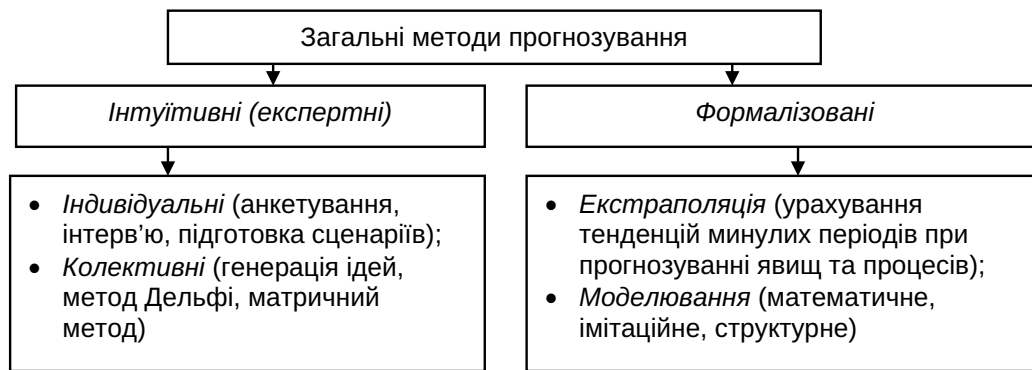 Загальні методи прогнозування
Інтуїтивні (експертні)
Формалізовані
• Індивідуальні (анкетування,
інтерв’ю, підготовка сценаріїв);
• Колективні (генерація ідей,
метод Дельфі, матричний
метод)
• Екстраполяція (урахування
тенденцій минулих періодів при
прогнозуванні явищ та процесів);
• Моделювання (математичне,
імітаційне, структурне)